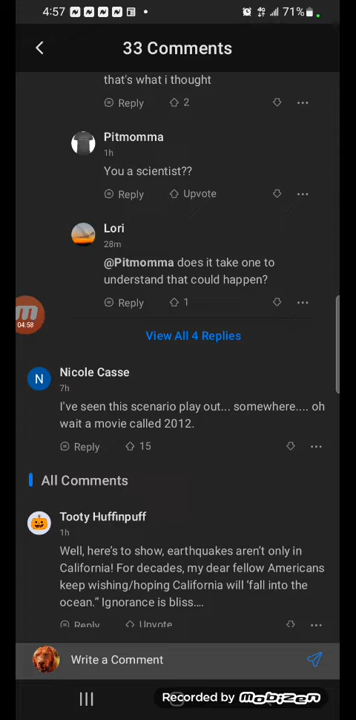 4:57
71%
33 Comments
that's what i thought
Reply 2
Pitmomma
1h
You a scientist??
Reply Upvote
Lori
28m
@Pitmomma does it take one to
understand that could happen?
Reply 1
04:58
View All 4 Replies
N
Nicole Casse
7h
I've seen this scenario play out... somewhere.... oh
wait a movie called 2012.
Reply 15
All Comments
Tooty Huffinpuff
1h
Well, here's to show, earthquakes aren't only in
California! For decades, my dear fellow Americans
keep wishing/hoping California will 'fall into the
ocean.” Ignorance is bliss....
Reply Upvote
Write a Comment
Recorded by mobizen